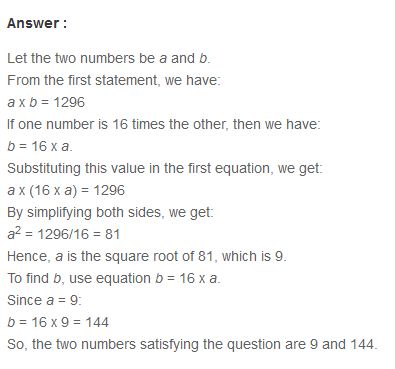 Answer :
Let the two numbers be a and b.
From the first statement, we have:
a x b = 1296
If one number is 16 times the other, then we have:
b = 16 x a.
Substituting this value in the first equation, we get:
a x (16 x a) = 1296
By simplifying both sides, we get:
a² = 1296/16 = 81
Hence, a is the square root of 81, which is 9.
To find b, use equation b = 16 x a.
Since a = 9:
b = 16 x 9 = 144
So, the two numbers satisfying the question are 9 and 144.